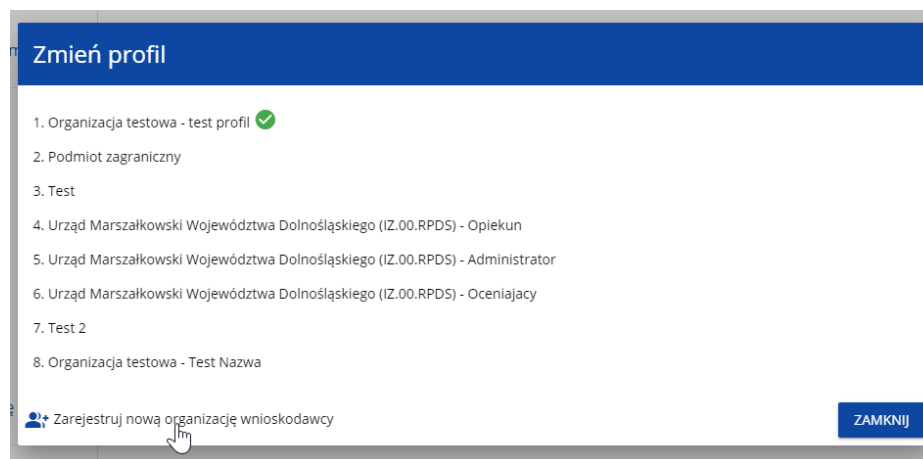 Zmień profil
1. Organizacja testowa - test profil
2. Podmiot zagraniczny
3. Test
4. Urząd Marszałkowski Województwa Dolnośląskiego (IZ.00.RPDS) - Opiekun
5. Urząd Marszałkowski Województwa Dolnośląskiego (IZ.00.RPDS) - Administrator
6. Urząd Marszałkowski Województwa Dolnośląskiego (IZ.00.RPDS) - Oceniajacy
7. Test 2
8. Organizacja testowa - Test Nazwa
Zarejestruj nową organizację wnioskodawcy
ZAMKNIJ